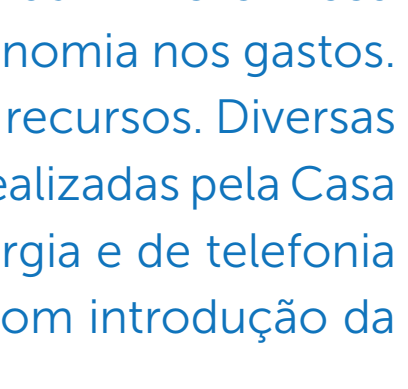 nomia nos gastos.
recursos. Diversas
ealizadas pela Casa
rgia e de telefonia
om introdução da